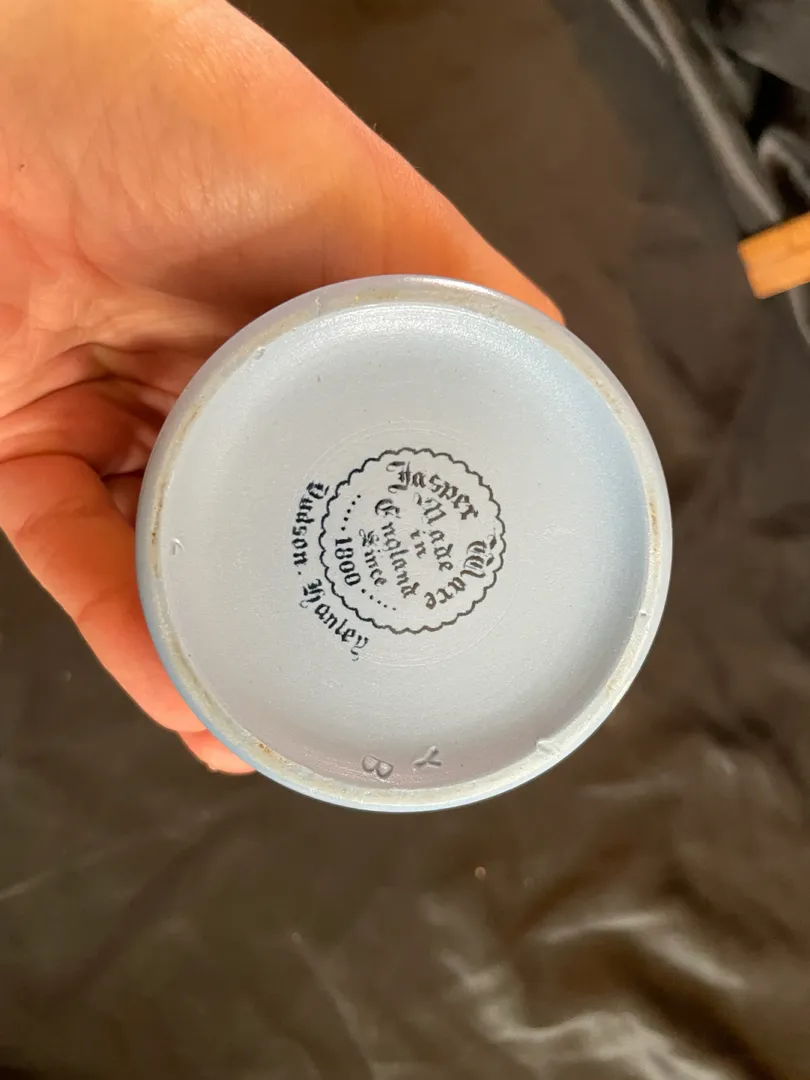 Jasper Ware
Made
in
England
Since
.....1800.....
Dudson. Hanley
Y B